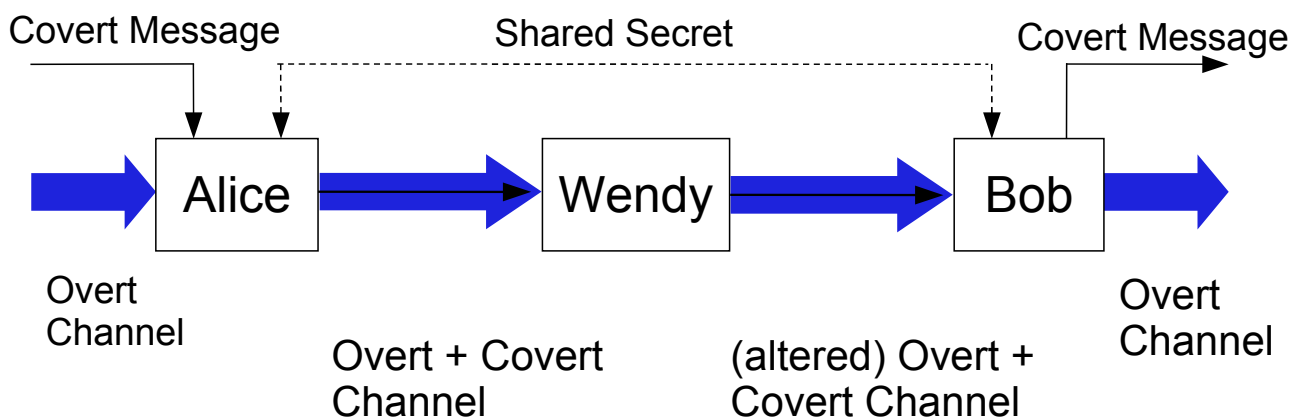 Covert Message
Shared Secret
Covert Message
Alice
Wendy
Bob
Overt
Channel
Overt + Covert
Channel
(altered) Overt +
Covert Channel
Overt
Channel